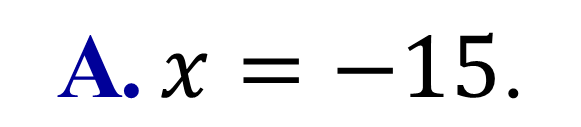 A. x = −15.